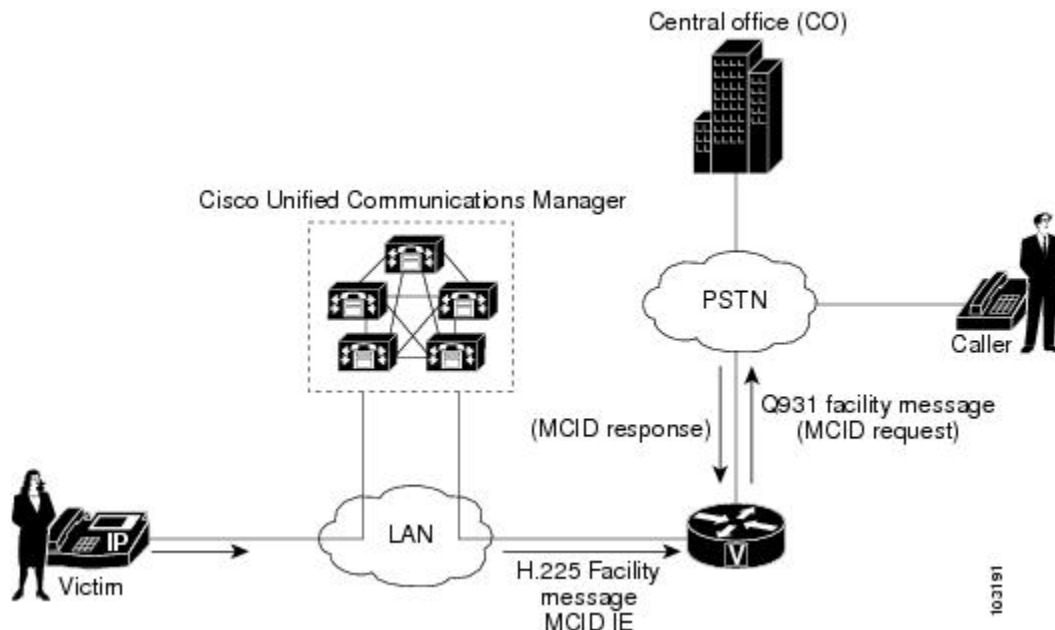 Central office (CO)
Cisco Unified Communications Manager
PSTN
Caller
(MCID response)
Q931 facility message
(MCID request)
IP
LAN
V
Victim
H.225 Facility
message
MCID IE
103191